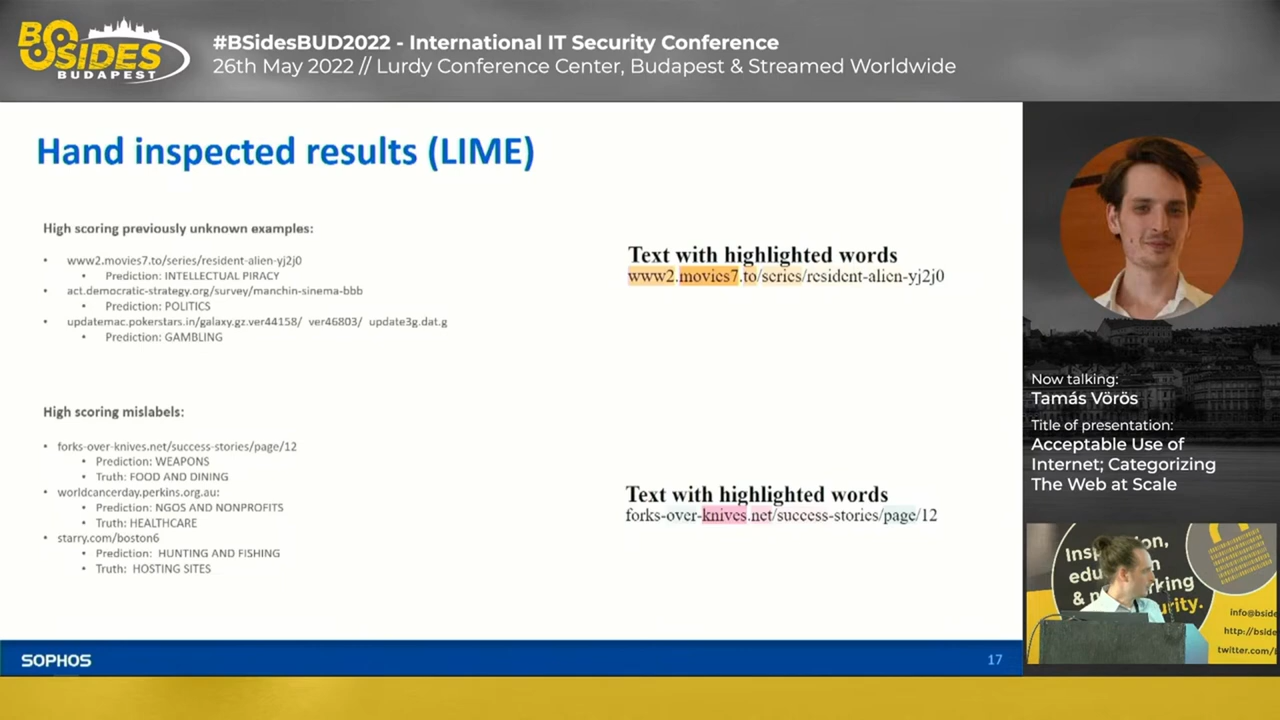 BSIDES
BUDAPEST
#BSidesBUD2022 - International IT Security Conference
26th May 2022 // Lurdy Conference Center, Budapest & Streamed Worldwide
Hand inspected results (LIME)
High scoring previously unknown examples:
• www2.movies7.to/series/resident-alien-yj2j0
• Prediction: INTELLECTUAL PIRACY
• act.democratic-strategy.org/survey/manchin-sinema-bbb
• Prediction: POLITICS
• updatemac.pokerstars.in/galaxy.gz.ver44158/ ver46803/ update3g.dat.g
• Prediction: GAMBLING
High scoring mislabels:
• forks-over-knives.net/success-stories/page/12
• Prediction: WEAPONS
• Truth: FOOD AND DINING
• worldcancerday.perkins.org.au:
• Prediction: NGOS AND NONPROFITS
• Truth: HEALTHCARE
• starry.com/boston6
• Prediction: HUNTING AND FISHING
• Truth: HOSTING SITES
Text with highlighted words
www2.movies7.to/series/resident-alien-yj2j0
Text with highlighted words
forks-over-knives.net/success-stories/page/12
SOPHOS
17
Now talking:
Tamás Vörös
Title of presentation:
Acceptable Use of
Internet; Categorizing
The Web at Scale
info@bside
http://bside
twitter.com/